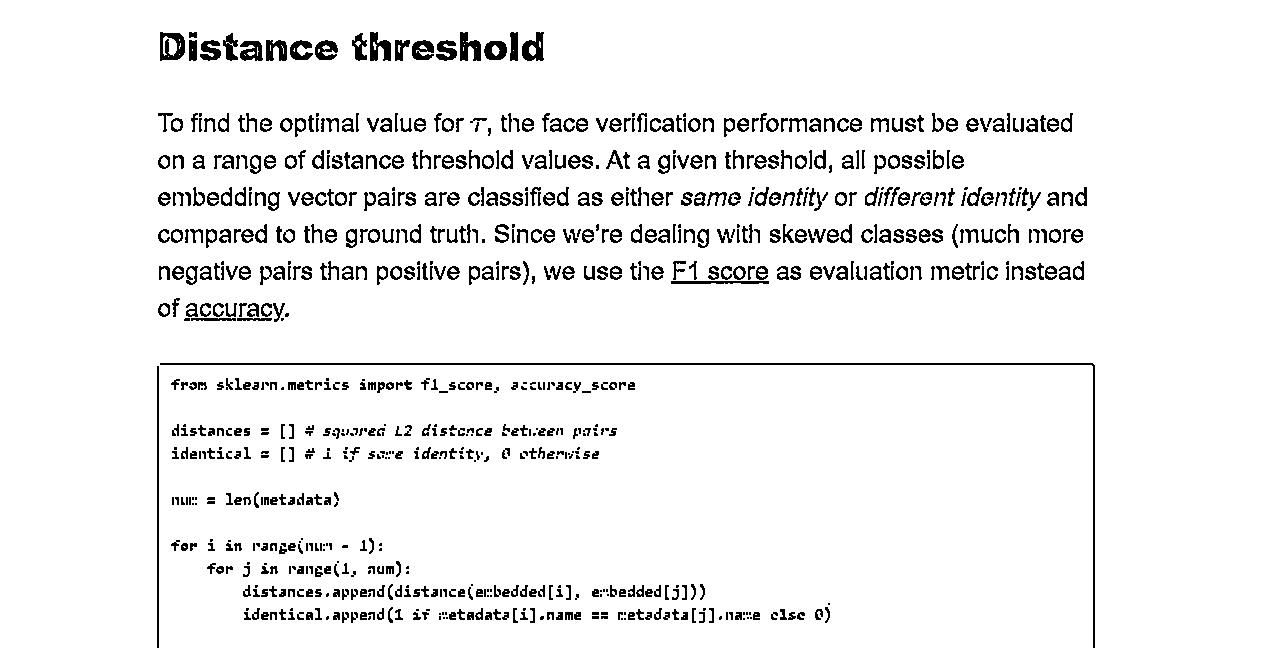 Distance threshold
To find the optimal value for τ, the face verification performance must be evaluated
on a range of distance threshold values. At a given threshold, all possible
embedding vector pairs are classified as either same identity or different identity and
compared to the ground truth. Since we're dealing with skewed classes (much more
negative pairs than positive pairs), we use the F1 score as evaluation metric instead
of accuracy.
from sklearn.metrics import f1_score, accuracy_score
distances = [] # squared L2 distance between pairs
identical = [] # 1 if same identity, 0 otherwise
num = len(metadata)
for i in range(num - 1):
for j in range(1, num):
distances.append(distance(embedded[i], embedded[j]))
identical.append(1 if metadata[i].name == metadata[j].name else 0)